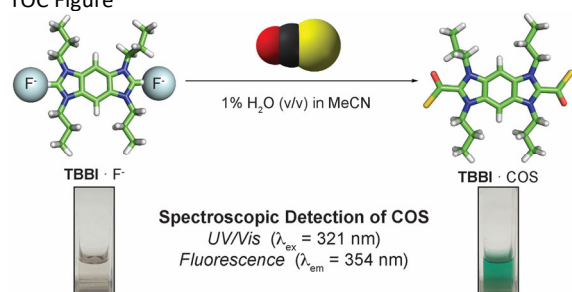 TOC Figure
F- F-
1% H₂O (v/v) in MeCN
TBBI · F-
TBBI · COS
Spectroscopic Detection of COS
UV/Vis (λex = 321 nm)
Fluorescence (λem = 354 nm)